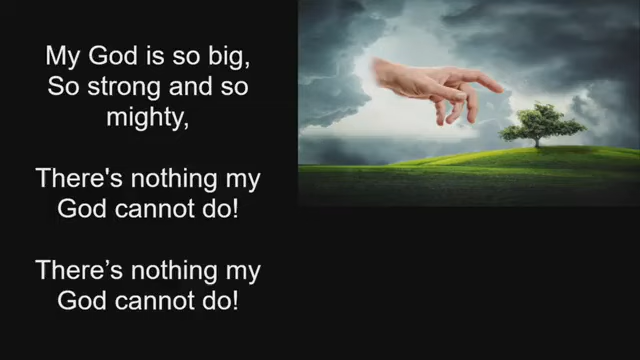 My God is so big,
So strong and so
mighty,
There's nothing my
God cannot do!
There’s nothing my
God cannot do!